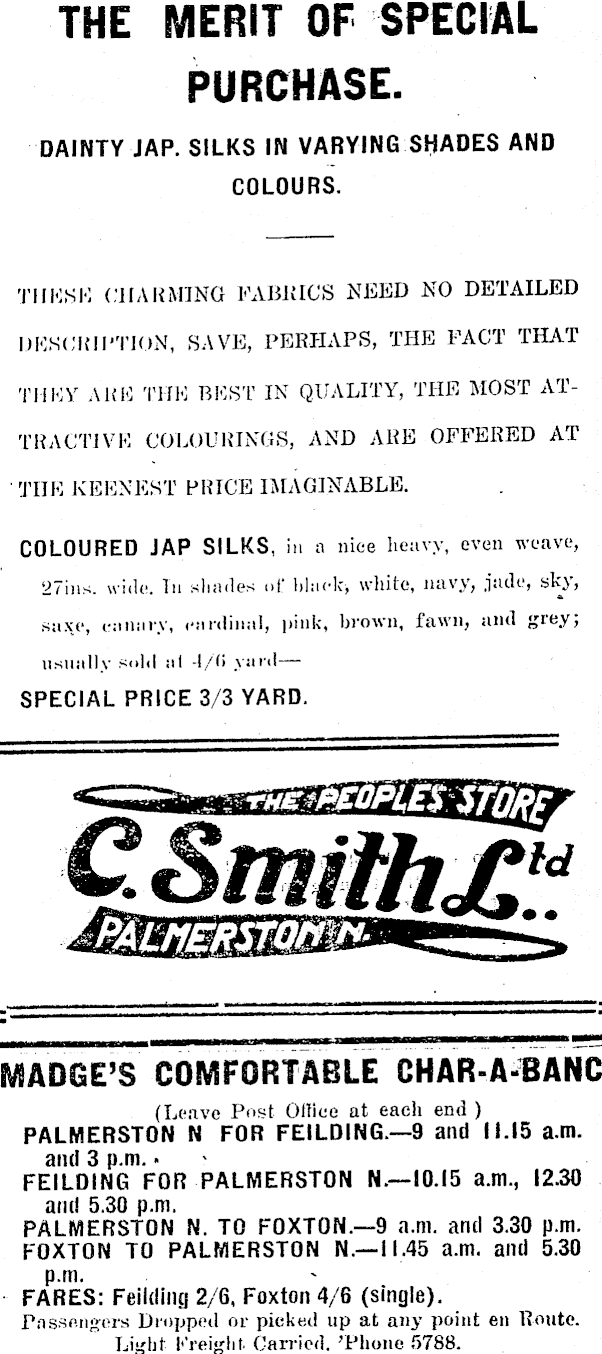 THE MERIT OF SPECIAL
PURCHASE.
DAINTY JAP. SILKS IN VARYING SHADES AND
COLOURS.
THESE CHARMING FABRICS NEED NO DETAILED
DESCRIPTION, SAVE, PERHAPS, THE FACT THAT
THEY ARE THE BEST IN QUALITY, THE MOST AT-
TRACTIVE COLOURINGS, AND ARE OFFERED AT
THE KEENEST PRICE IMAGINABLE.
COLOURED JAP SILKS, in a nice heavy, even weave,
27ins. wide. In shades of black, white, navy, jade, sky,
saxe, canary, cardinal, pink, brown, fawn, and grey;
usually sold at 4/6 yard—
SPECIAL PRICE 3/3 YARD.
THE PEOPLES STORE
C. Smith Ltd..
PALMERSTON N.
MADGE'S COMFORTABLE CHAR-A-BANC
(Leave Post Office at each end)
PALMERSTON N FOR FEILDING.—9 and 11.15 a.m.
and 3 p.m.
FEILDING FOR PALMERSTON N.—10.15 a.m., 12.30
and 5.30 p.m.
PALMERSTON N. TO FOXTON.—9 a.m. and 3.30 p.m.
FOXTON TO PALMERSTON N.—11.45 a.m. and 5.30
p.m.
FARES: Feilding 2/6, Foxton 4/6 (single).
Passengers Dropped or picked up at any point en Route.
Light Freight Carried. 'Phone 5788.